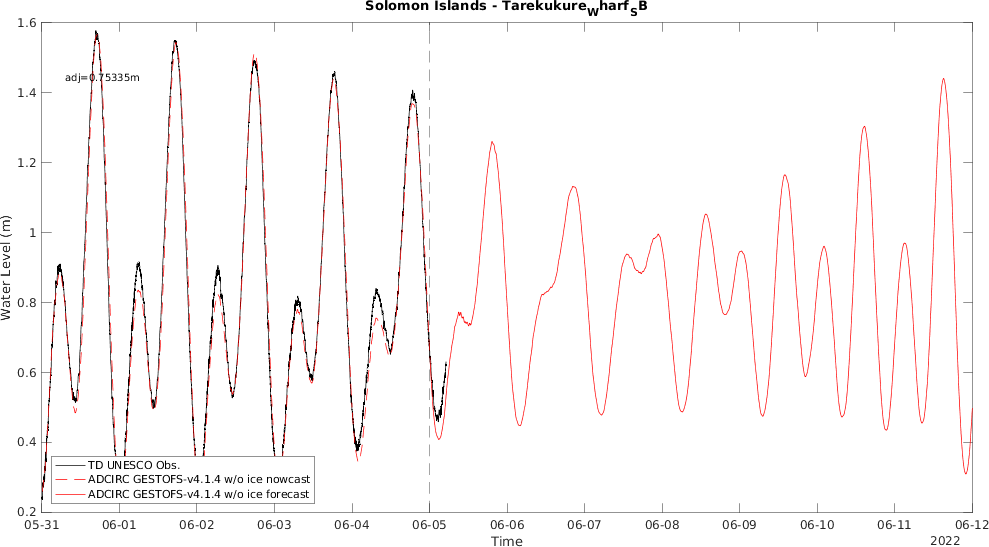 Solomon Islands - Tarekukure_Wharf_SB
1.6
1.4
1.2
1
0.8
0.6
0.4
0.2
Water Level (m)
adj=0.75335m
TD UNESCO Obs.
ADCIRC GESTOFS-v4.1.4 w/o ice nowcast
ADCIRC GESTOFS-v4.1.4 w/o ice forecast
05-31 06-01 06-02 06-03 06-04 06-05 06-06 06-07 06-08 06-09 06-10 06-11 06-12
Time
2022